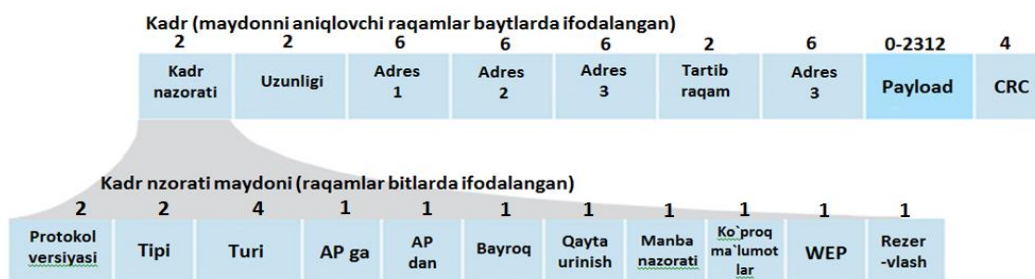 Kadr (maydonni aniqlovchi raqamlar baytlarda ifodalangan)
2 2 6 6 6 2 6 0-2312 4
Kadr nazorati Uzunligi Adres 1 Adres 2 Adres 3 Tartib raqam Adres 3 Payload CRC
Kadr nzorati maydoni (raqamlar bitlarda ifodalangan)
2 2 4 1 1 1 1 1 1 1 1
Protokol versiyasi Tipi Turi AP ga AP dan Bayroq Qayta urinish Manba nazorati Ko`proq ma`lumot lar WEP Rezer -vlash